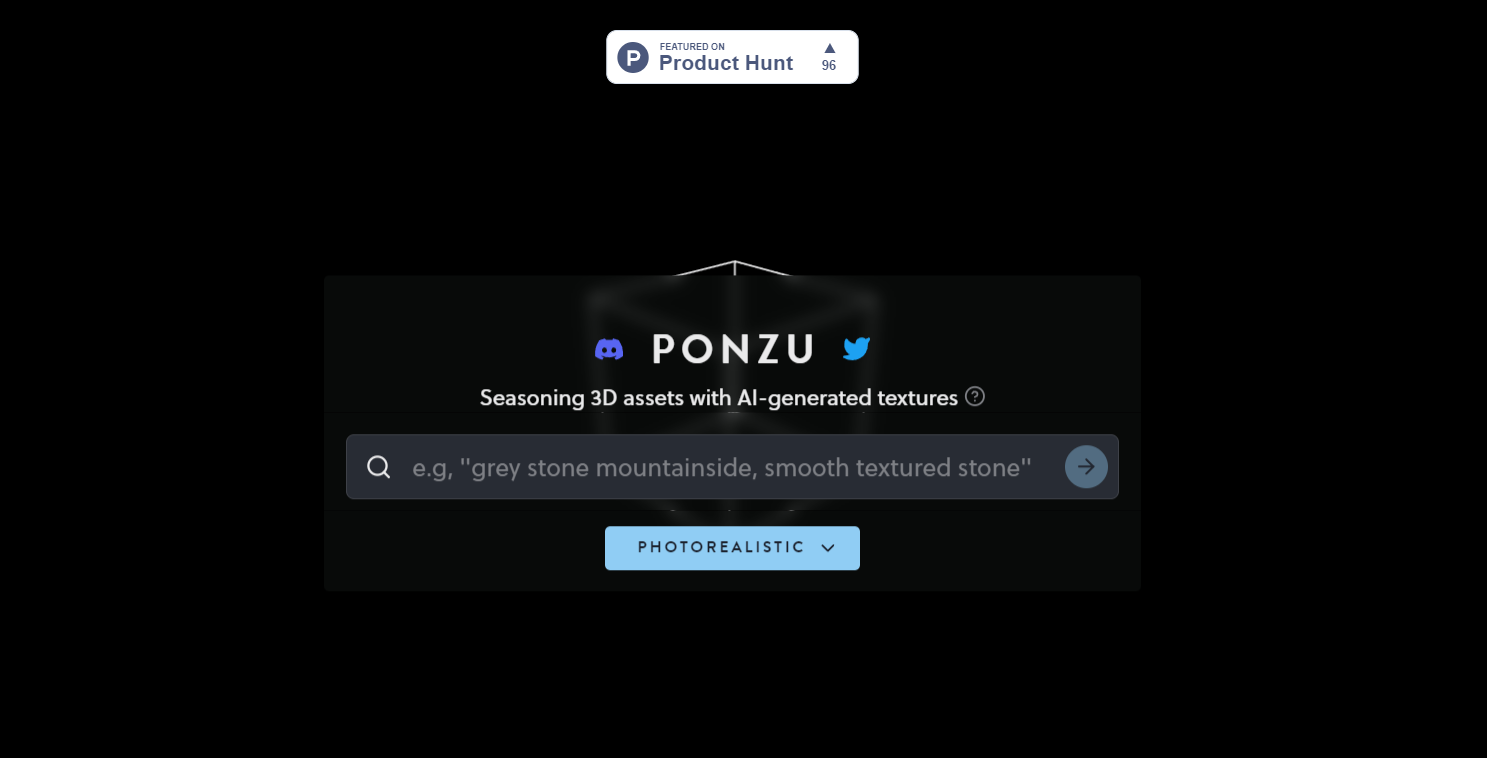 FEATURED ON
Product Hunt
96
PONZU
Seasoning 3D assets with AI-generated textures
e.g, "grey stone mountainside, smooth textured stone"
PHOTOREALISTIC